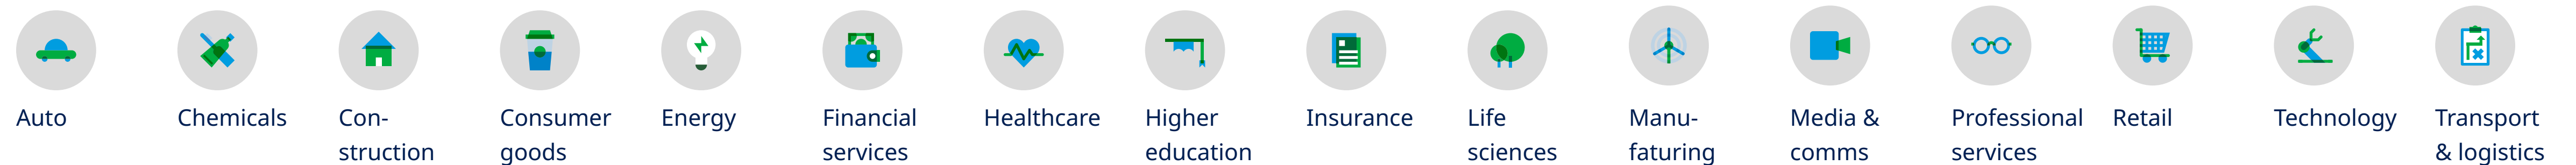 Auto
Chemicals
Con-
struction
Consumer
goods
Energy
Financial
services
Healthcare
Higher
education
Insurance
Life
sciences
Manu-
faturing
Media &
comms
Professional
services
Retail
Technology
Transport
& logistics